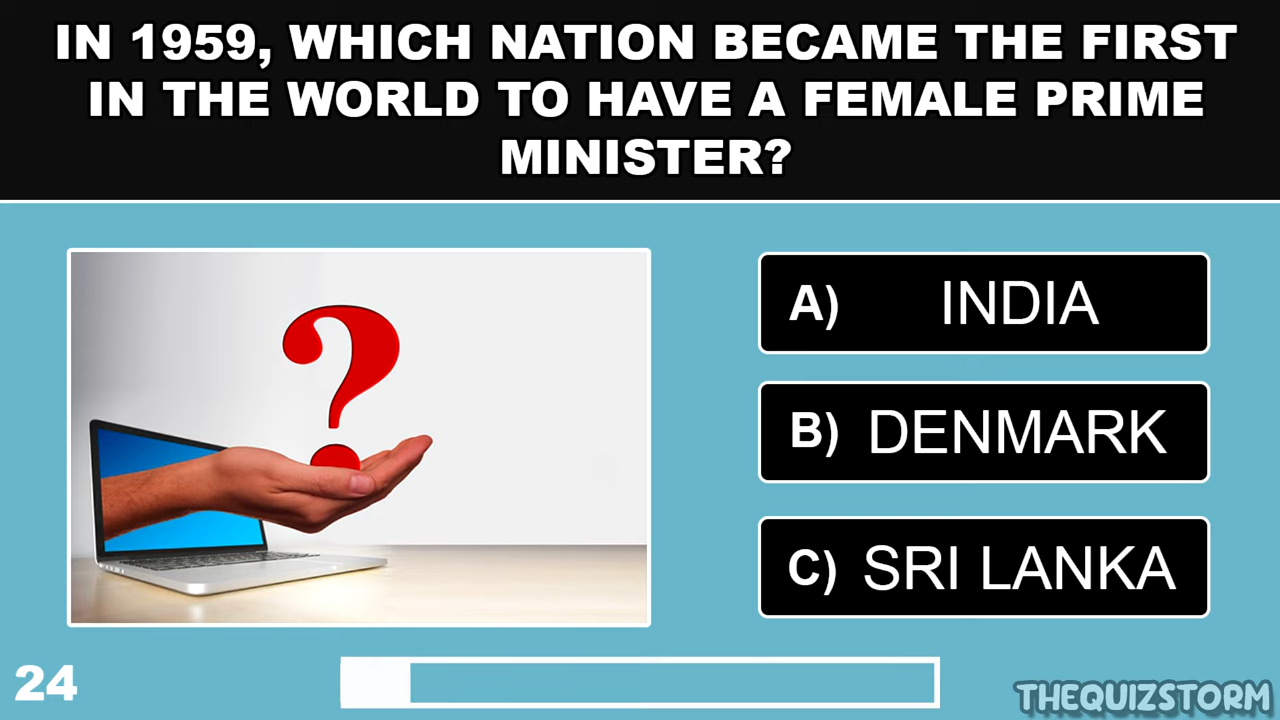 IN 1959, WHICH NATION BECAME THE FIRST
IN THE WORLD TO HAVE A FEMALE PRIME
MINISTER?
A) INDIA
B) DENMARK
C) SRI LANKA
24
THEQUIZSTORM